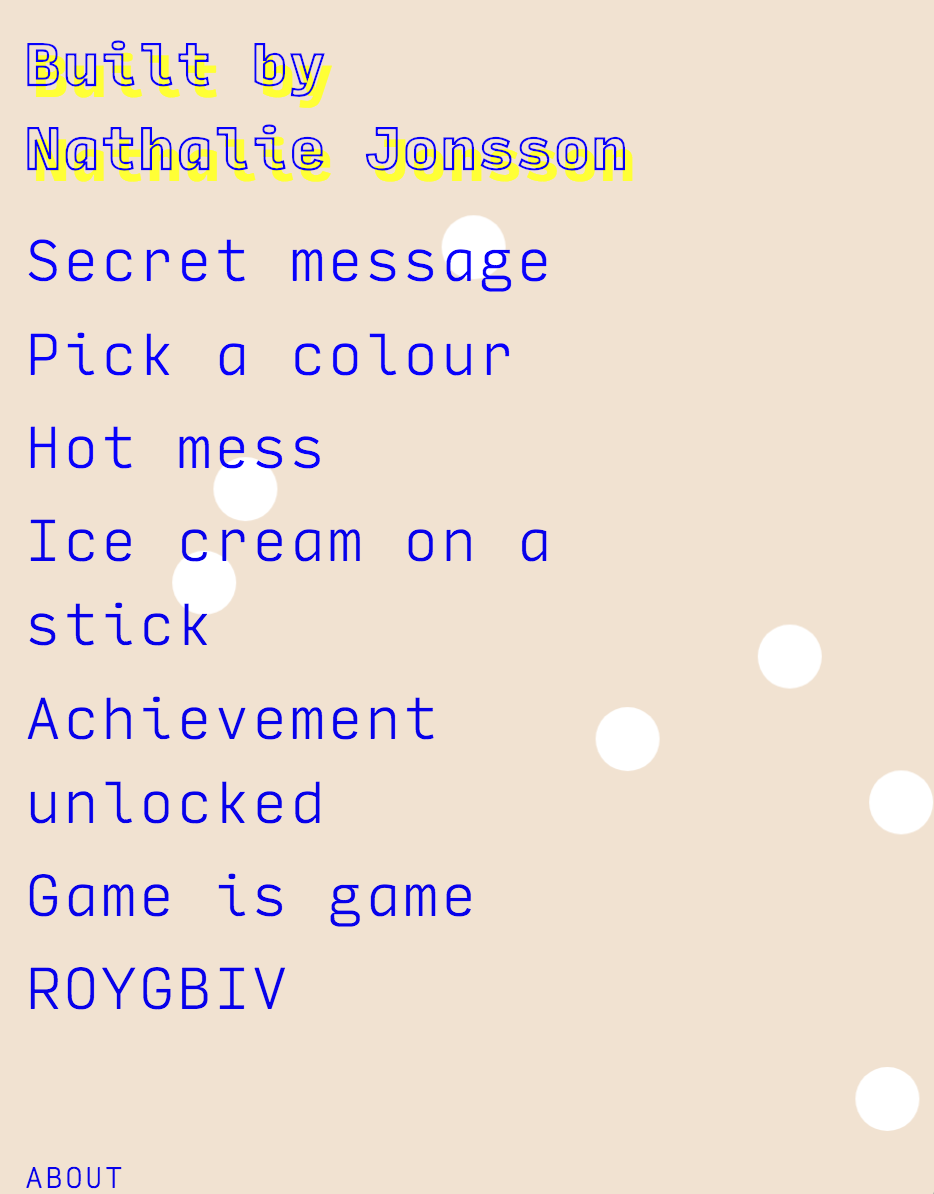 Built by
Nathalie Jonsson
Secret message
Pick a colour
Hot mess
Ice cream on a
stick
Achievement
unlocked
Game is game
ROYGBIV
ABOUT